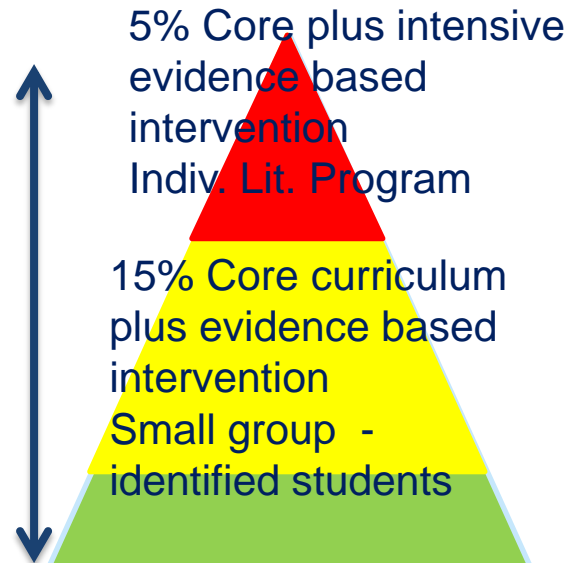 5% Core plus intensive
evidence based
intervention
Indiv. Lit. Program
15% Core curriculum
plus evidence based
intervention
Small group  -
identified students